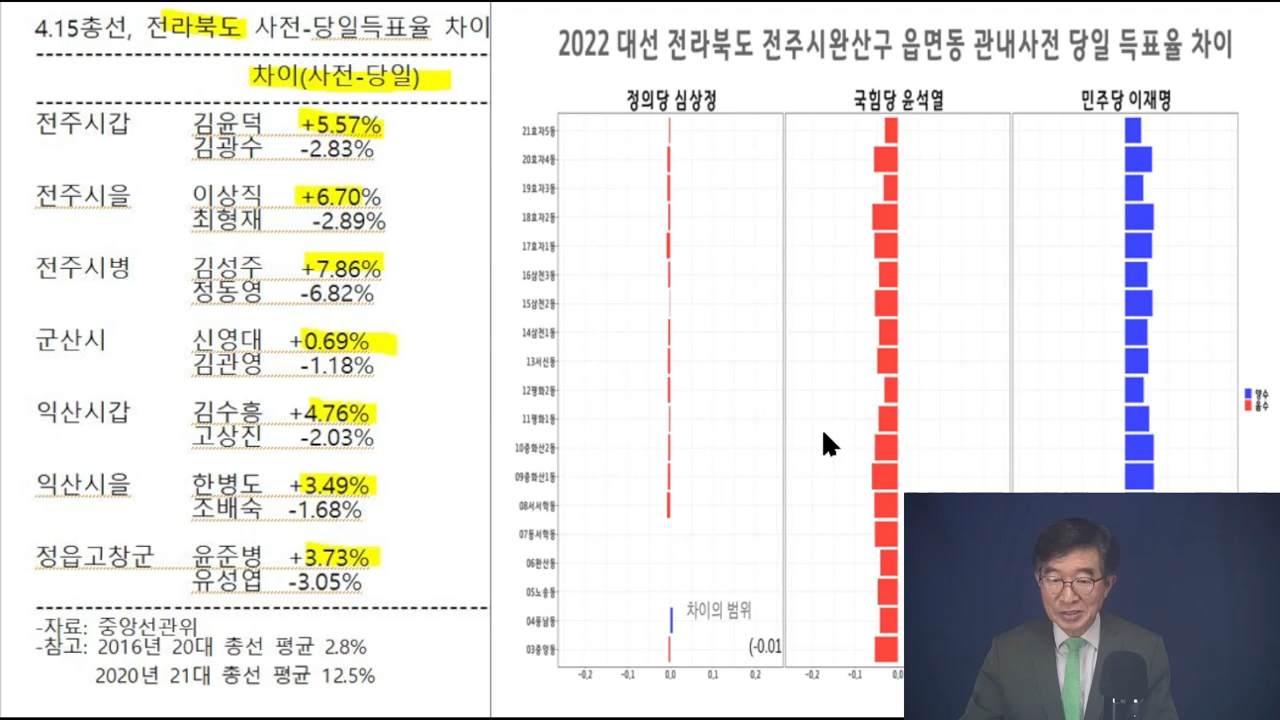 4.15총선, 전라북도 사전-당일득표율 차이
차이(사전-당일)
전주시갑 김윤덕 +5.57%
김광수 -2.83%
전주시을 이상직 +6.70%
최형재 -2.89%
전주시병 김성주 +7.86%
정동영 -6.82%
군산시 신영대 +0.69%
김관영 -1.18%
익산시갑 김수흥 +4.76%
고상진 -2.03%
익산시을 한병도 +3.49%
조배숙 -1.68%
정읍고창군 윤준병 +3.73%
유성엽 -3.05%
-자료: 중앙선관위
-참고: 2016년 20대 총선 평균 2.8%
2020년 21대 총선 평균 12.5%
2022 대선 전라북도 전주시완산구 읍면동 관내사전 당일 득표율 차이
정의당 심상정 국힘당 윤석열 민주당 이재명
21효자5동
20효자4동
19효자3동
18효자2동
17효자1동
16삼천3동
15삼천2동
14삼천1동
13서신동
12평화2동
11평화1동
10중화산2동
09중화산1동
08서서학동
07동서학동
06완산동
05노송동
04풍남동
03중앙동
차이의 범위
(-0.01
-0,2 -0,1 0,0 0,1 0,2 -0,2 -0,1 0,0
양수
음수